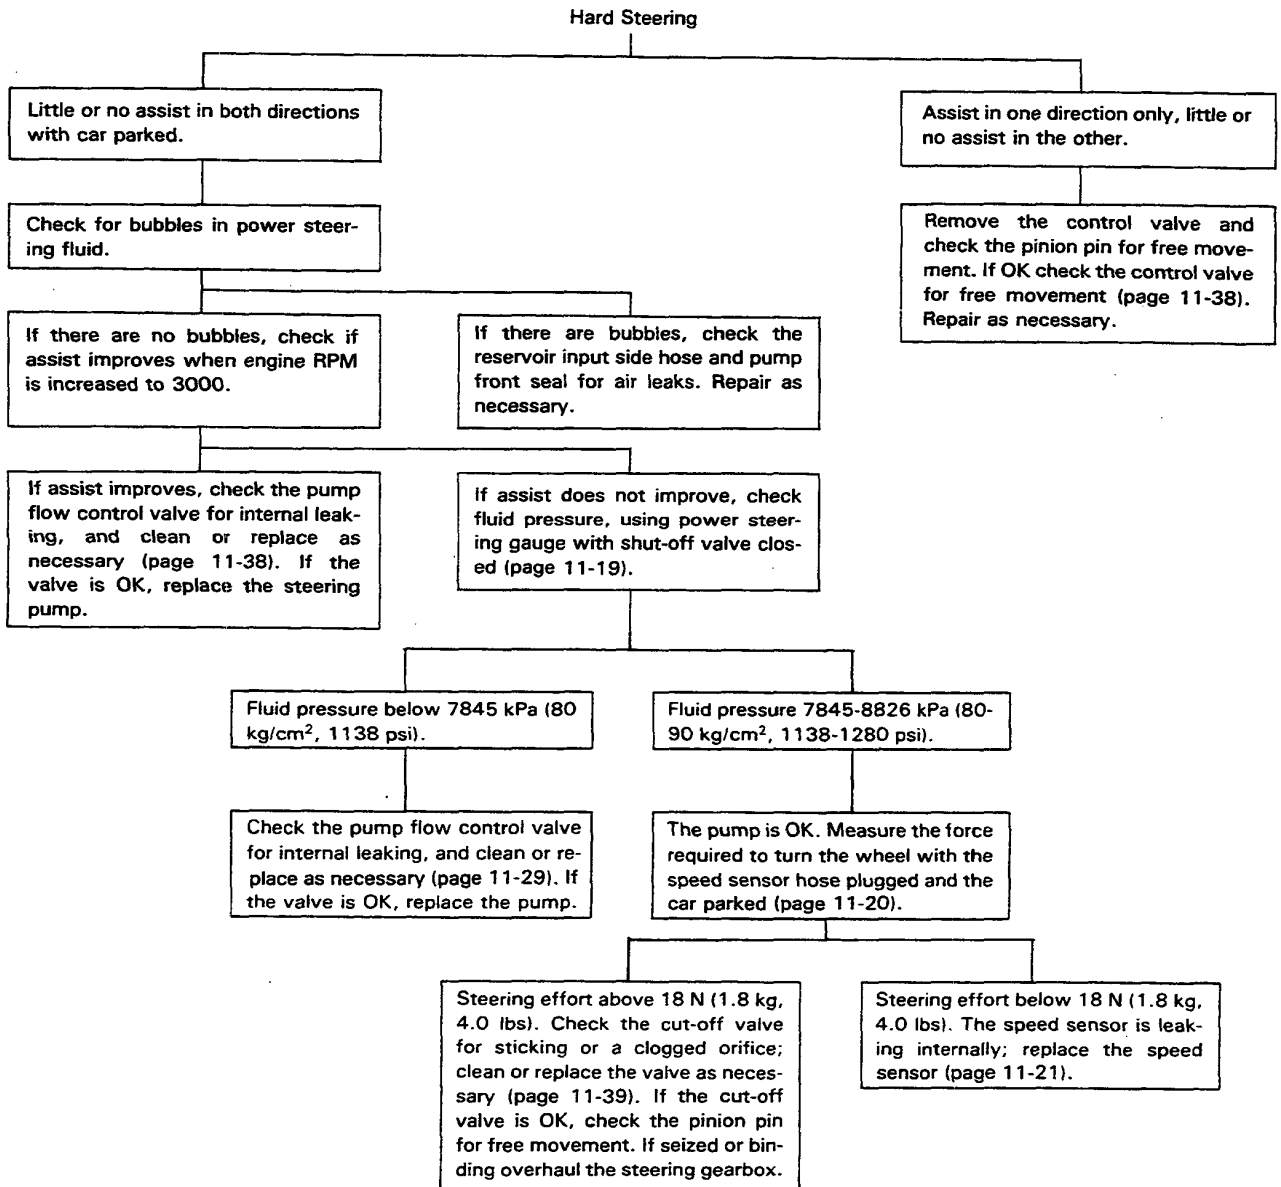 Hard Steering
Little or no assist in both directions
with car parked.
Assist in one direction only, little or
no assist in the other.
Check for bubbles in power steer-
ing fluid.
Remove the control valve and
check the pinion pin for free move-
ment. If OK check the control valve
for free movement (page 11-38).
Repair as necessary.
If there are no bubbles, check if
assist improves when engine RPM
is increased to 3000.
If there are bubbles, check the
reservoir input side hose and pump
front seal for air leaks. Repair as
necessary.
If assist improves, check the pump
flow control valve for internal leak-
ing, and clean or replace as
necessary (page 11-38). If the
valve is OK, replace the steering
pump.
If assist does not improve, check
fluid pressure, using power steer-
ing gauge with shut-off valve clos-
ed (page 11-19).
Fluid pressure below 7845 kPa (80
kg/cm², 1138 psi).
Fluid pressure 7845-8826 kPa (80-
90 kg/cm², 1138-1280 psi).
Check the pump flow control valve
for internal leaking, and clean or re-
place as necessary (page 11-29). If
the valve is OK, replace the pump.
The pump is OK. Measure the force
required to turn the wheel with the
speed sensor hose plugged and the
car parked (page 11-20).
Steering effort above 18 N (1.8 kg,
4.0 lbs). Check the cut-off valve
for sticking or a clogged orifice;
clean or replace the valve as neces-
sary (page 11-39). If the cut-off
valve is OK, check the pinion pin
for free movement. If seized or bin-
ding overhaul the steering gearbox.
Steering effort below 18 N (1.8 kg,
4.0 lbs). The speed sensor is leak-
ing internally; replace the speed
sensor (page 11-21).